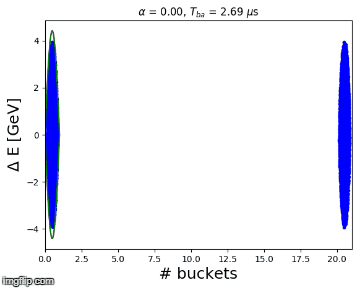 α = 0.00, T_ba = 2.69 μs
Δ E [GeV]
4
2
0
−2
−4
0.0 2.5 5.0 7.5 10.0 12.5 15.0 17.5 20.0
# buckets
imgflip.com